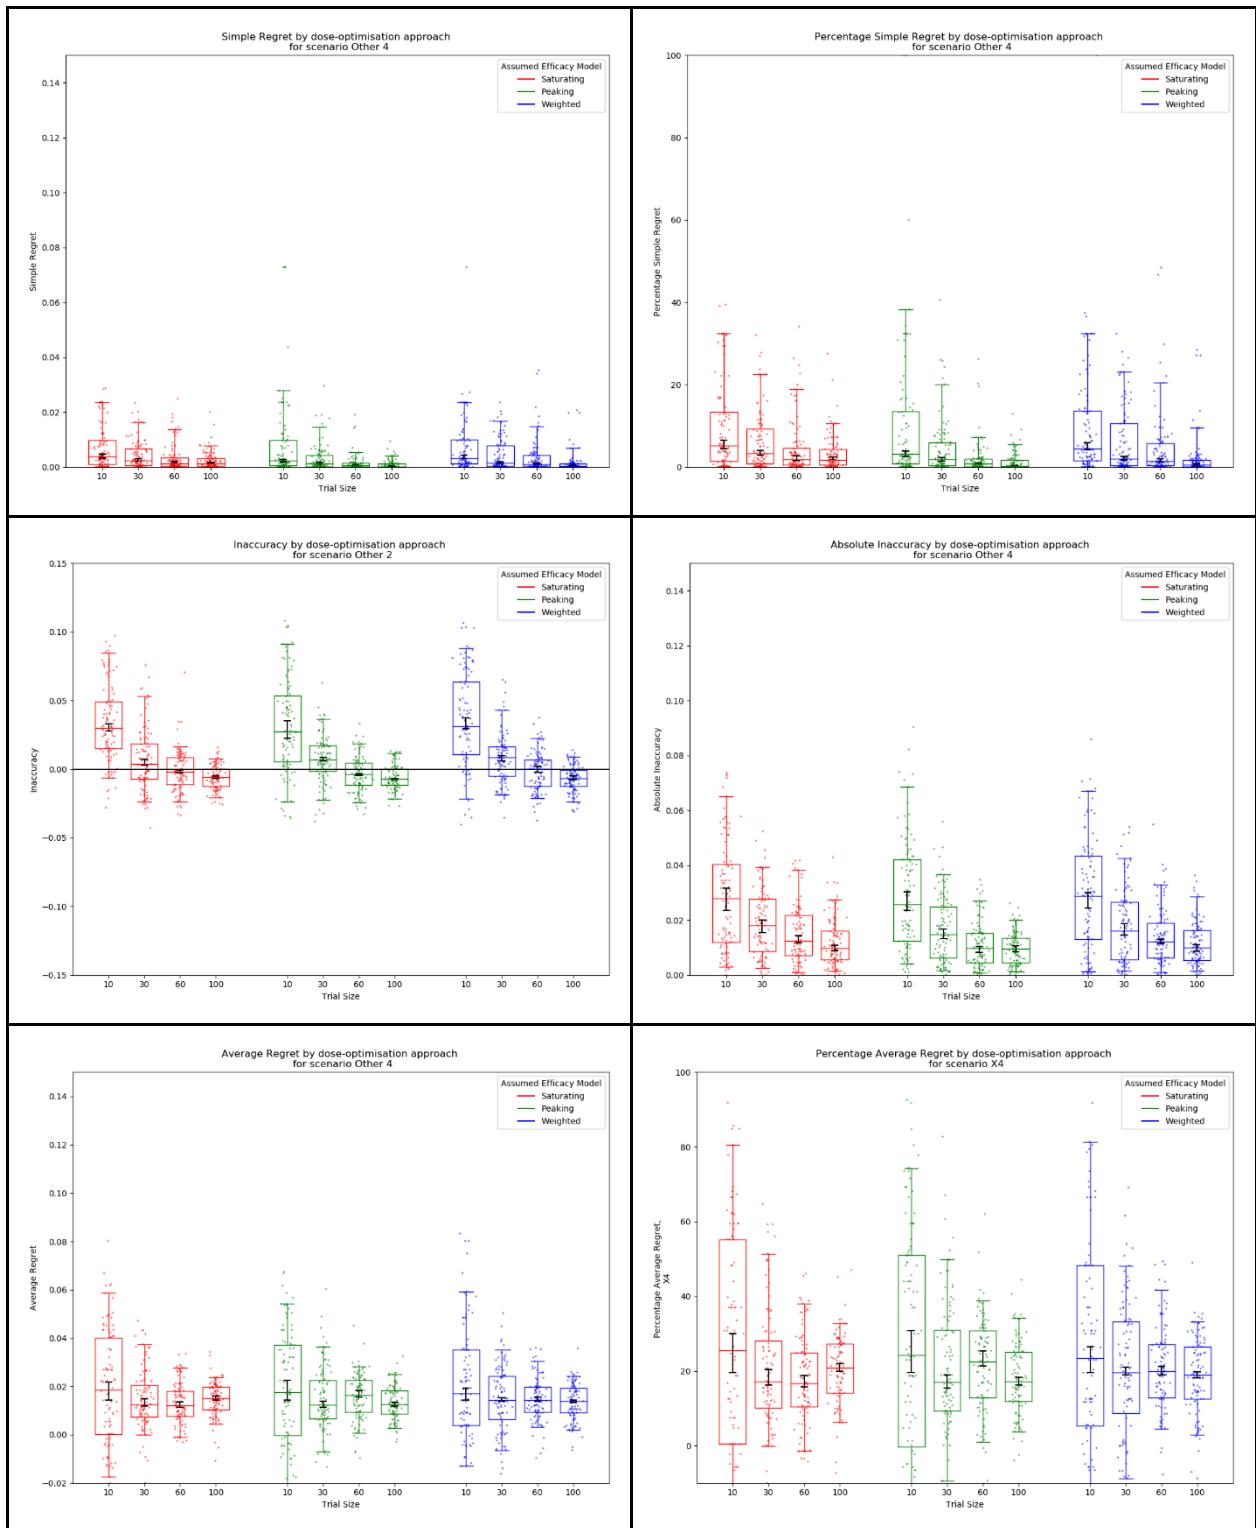 Simple Regret by dose-optimisation approach
for scenario Other 4
Assumed Efficacy Model
Saturating
Peaking
Weighted
0.14
0.12
0.10
0.08
0.06
0.04
0.02
0.00
Simple Regret
10 30 60 100 10 30 60 100 10 30 60 100
Trial Size
Percentage Simple Regret by dose-optimisation approach
for scenario Other 4
Assumed Efficacy Model
Saturating
Peaking
Weighted
100
80
60
40
20
0
Percentage Simple Regret
10 30 60 100 10 30 60 100 10 30 60 100
Trial Size
Inaccuracy by dose-optimisation approach
for scenario Other 2
Assumed Efficacy Model
Saturating
Peaking
Weighted
0.15
0.10
0.05
0.00
−0.05
−0.10
−0.15
Inaccuracy
10 30 60 100 10 30 60 100 10 30 60 100
Trial Size
Absolute Inaccuracy by dose-optimisation approach
for scenario Other 4
Assumed Efficacy Model
Saturating
Peaking
Weighted
0.14
0.12
0.10
0.08
0.06
0.04
0.02
0.00
Absolute Inaccuracy
10 30 60 100 10 30 60 100 10 30 60 100
Trial Size
Average Regret by dose-optimisation approach
for scenario Other 4
Assumed Efficacy Model
Saturating
Peaking
Weighted
0.14
0.12
0.10
0.08
0.06
0.04
0.02
0.00
−0.02
Average Regret
10 30 60 100 10 30 60 100 10 30 60 100
Trial Size
Percentage Average Regret by dose-optimisation approach
for scenario X4
Assumed Efficacy Model
Saturating
Peaking
Weighted
100
80
60
40
20
0
Percentage Average Regret,
X4
10 30 60 100 10 30 60 100 10 30 60 100
Trial Size